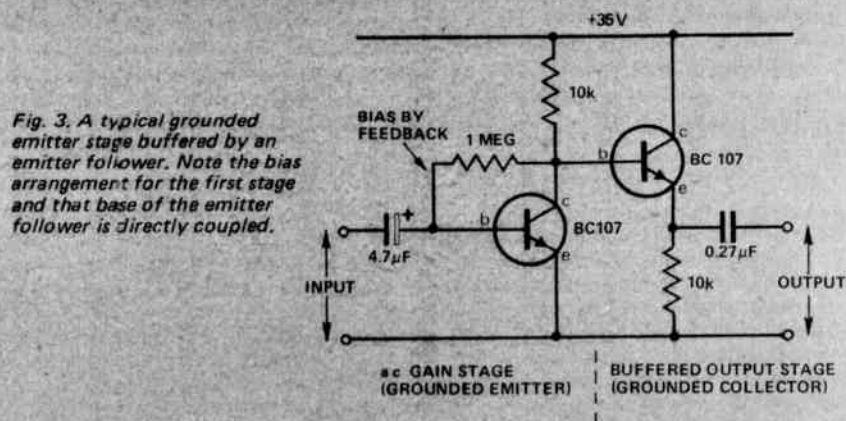 +35V
Fig. 3. A typical grounded
emitter stage buffered by an
emitter follower. Note the bias
arrangement for the first stage
and that base of the emitter
follower is directly coupled.
BIAS BY
FEEDBACK
1 MEG
10k
b
c
e
BC 107
+
4.7µF
b
c
e
BC107
10k
0.27µF
INPUT
OUTPUT
ac GAIN STAGE
(GROUNDED EMITTER)
BUFFERED OUTPUT STAGE
(GROUNDED COLLECTOR)